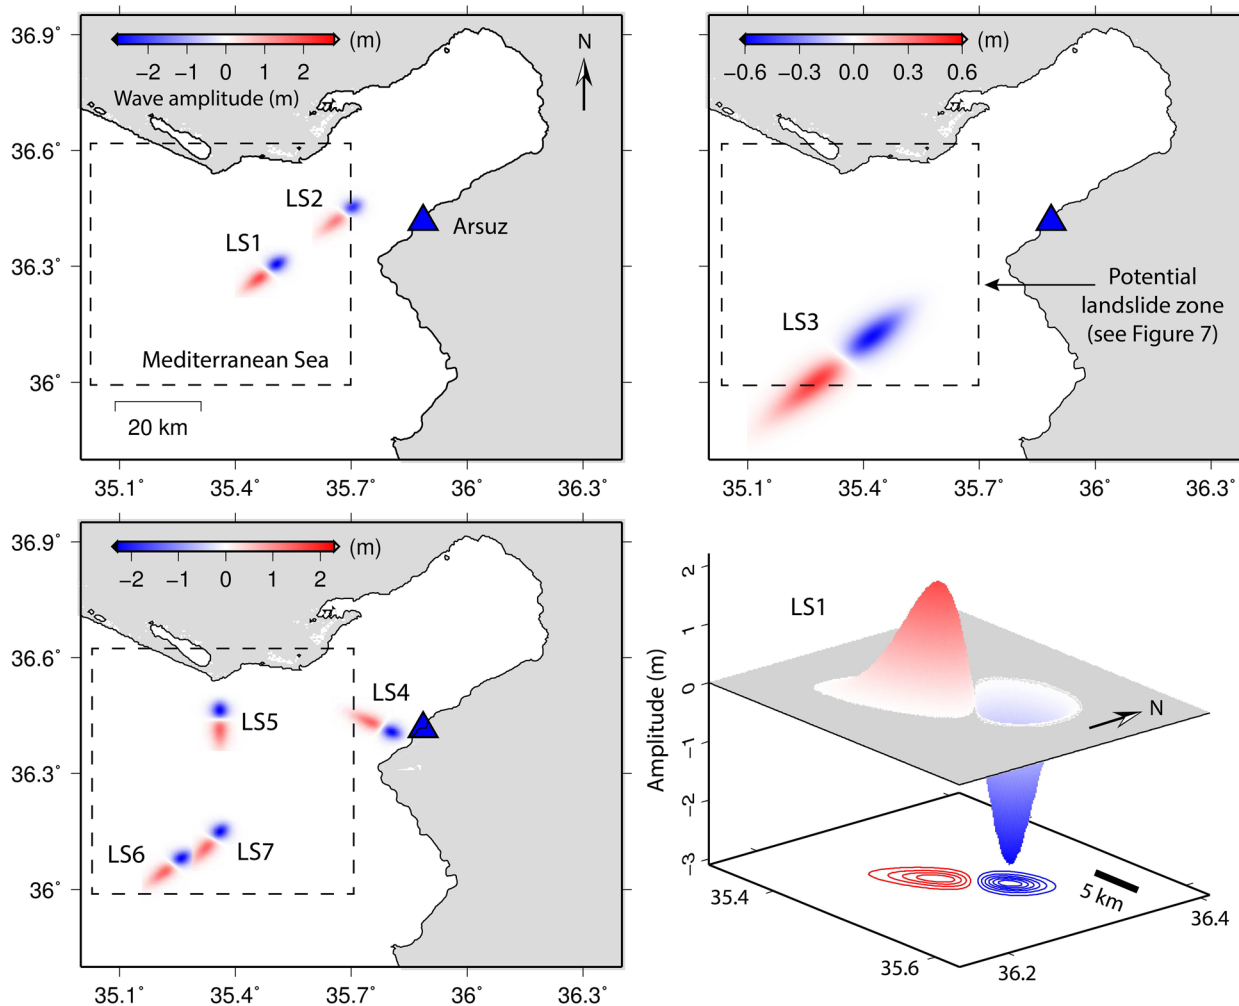 36.9°
36.6°
36.3°
36°
(m)
−2 −1 0 1 2
Wave amplitude (m)
N
LS2
LS1
Arsuz
Mediterranean Sea
20 km
35.1° 35.4° 35.7° 36° 36.3°
(m)
−0.6 −0.3 0.0 0.3 0.6
LS3
Potential
landslide zone
(see Figure 7)
35.1° 35.4° 35.7° 36° 36.3°
36.9°
36.6°
36.3°
36°
(m)
−2 −1 0 1 2
LS4
LS5
LS6
LS7
35.1° 35.4° 35.7° 36° 36.3°
LS1
Amplitude (m)
2
1
0
−1
−2
−3
N
5 km
35.4
35.6
36.2
36.4